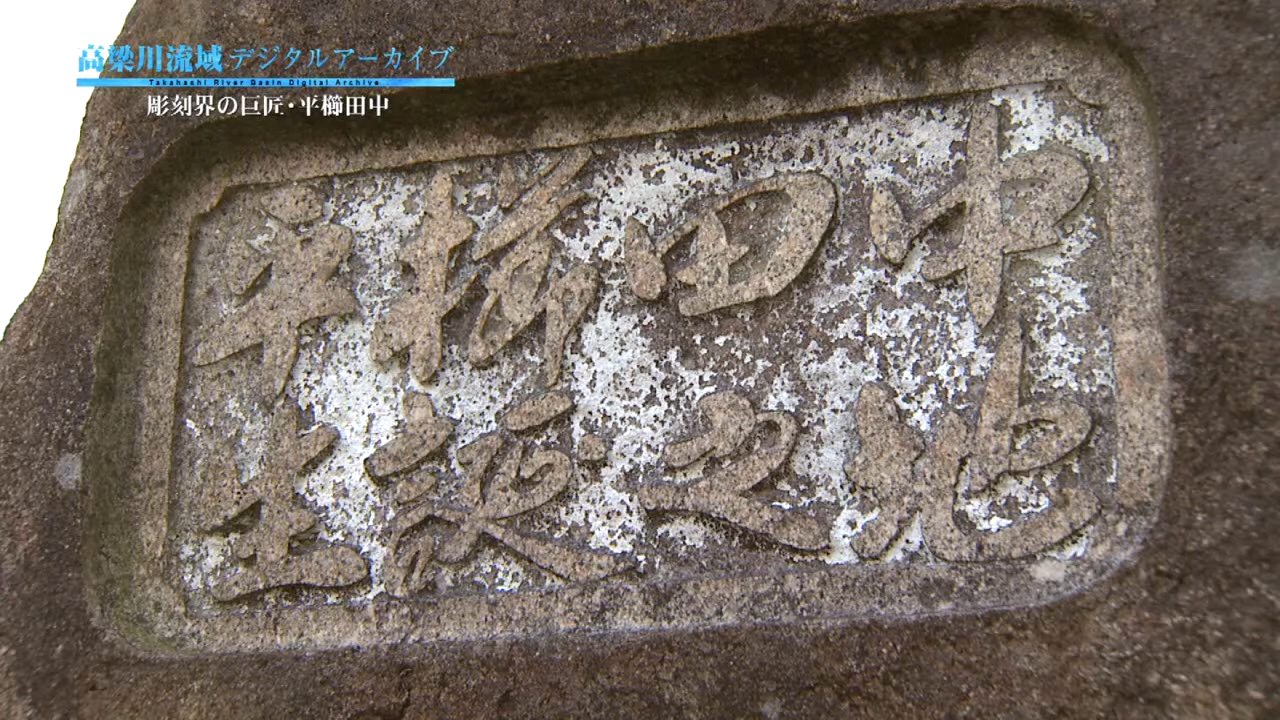 高梁川流域デジタルアーカイブ
Takahashi River Basin Digital Archive
彫刻界の巨匠・平櫛田中
平櫛田中
生誕之地